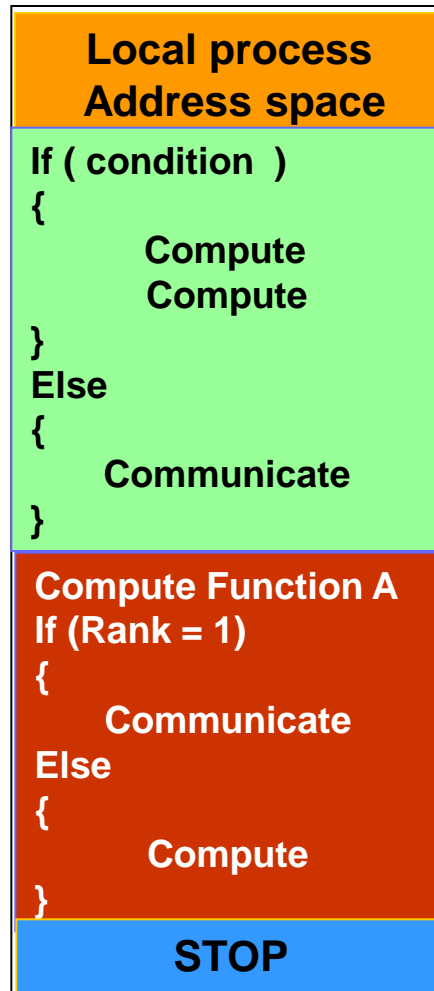 Local process
Address space
If ( condition )
{
Compute
Compute
}
Else
{
Communicate
}
Compute Function A
If (Rank = 1)
{
Communicate
Else
{
Compute
}
STOP